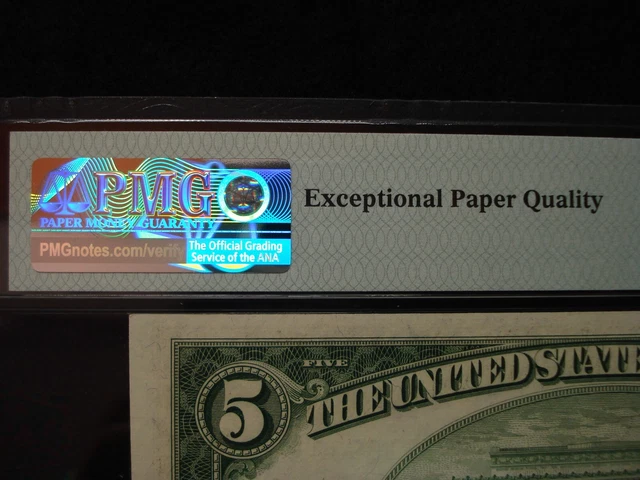 PMG
PAPER MONEY GUARANTY
PMGnotes.com/verify
The Official Grading
Service of the ANA
Exceptional Paper Quality
FIVE
5
THE UNITED STATE